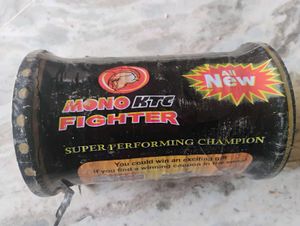 All
New
MONO KTC
FIGHTER
SUPER PERFORMING CHAMPION
You could win an exciting gift
if you find a winning coupon in the